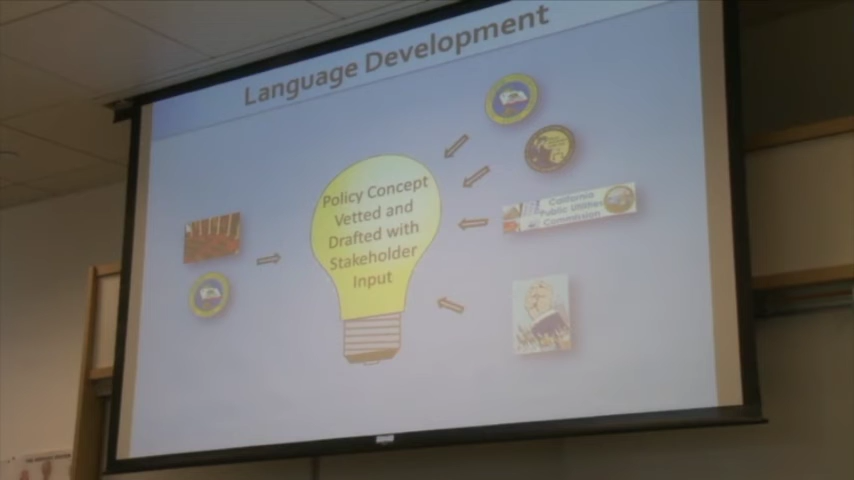 Language Development
Policy Concept
Vetted and
Drafted with
Stakeholder
Input
California
Public Utilities
Commission